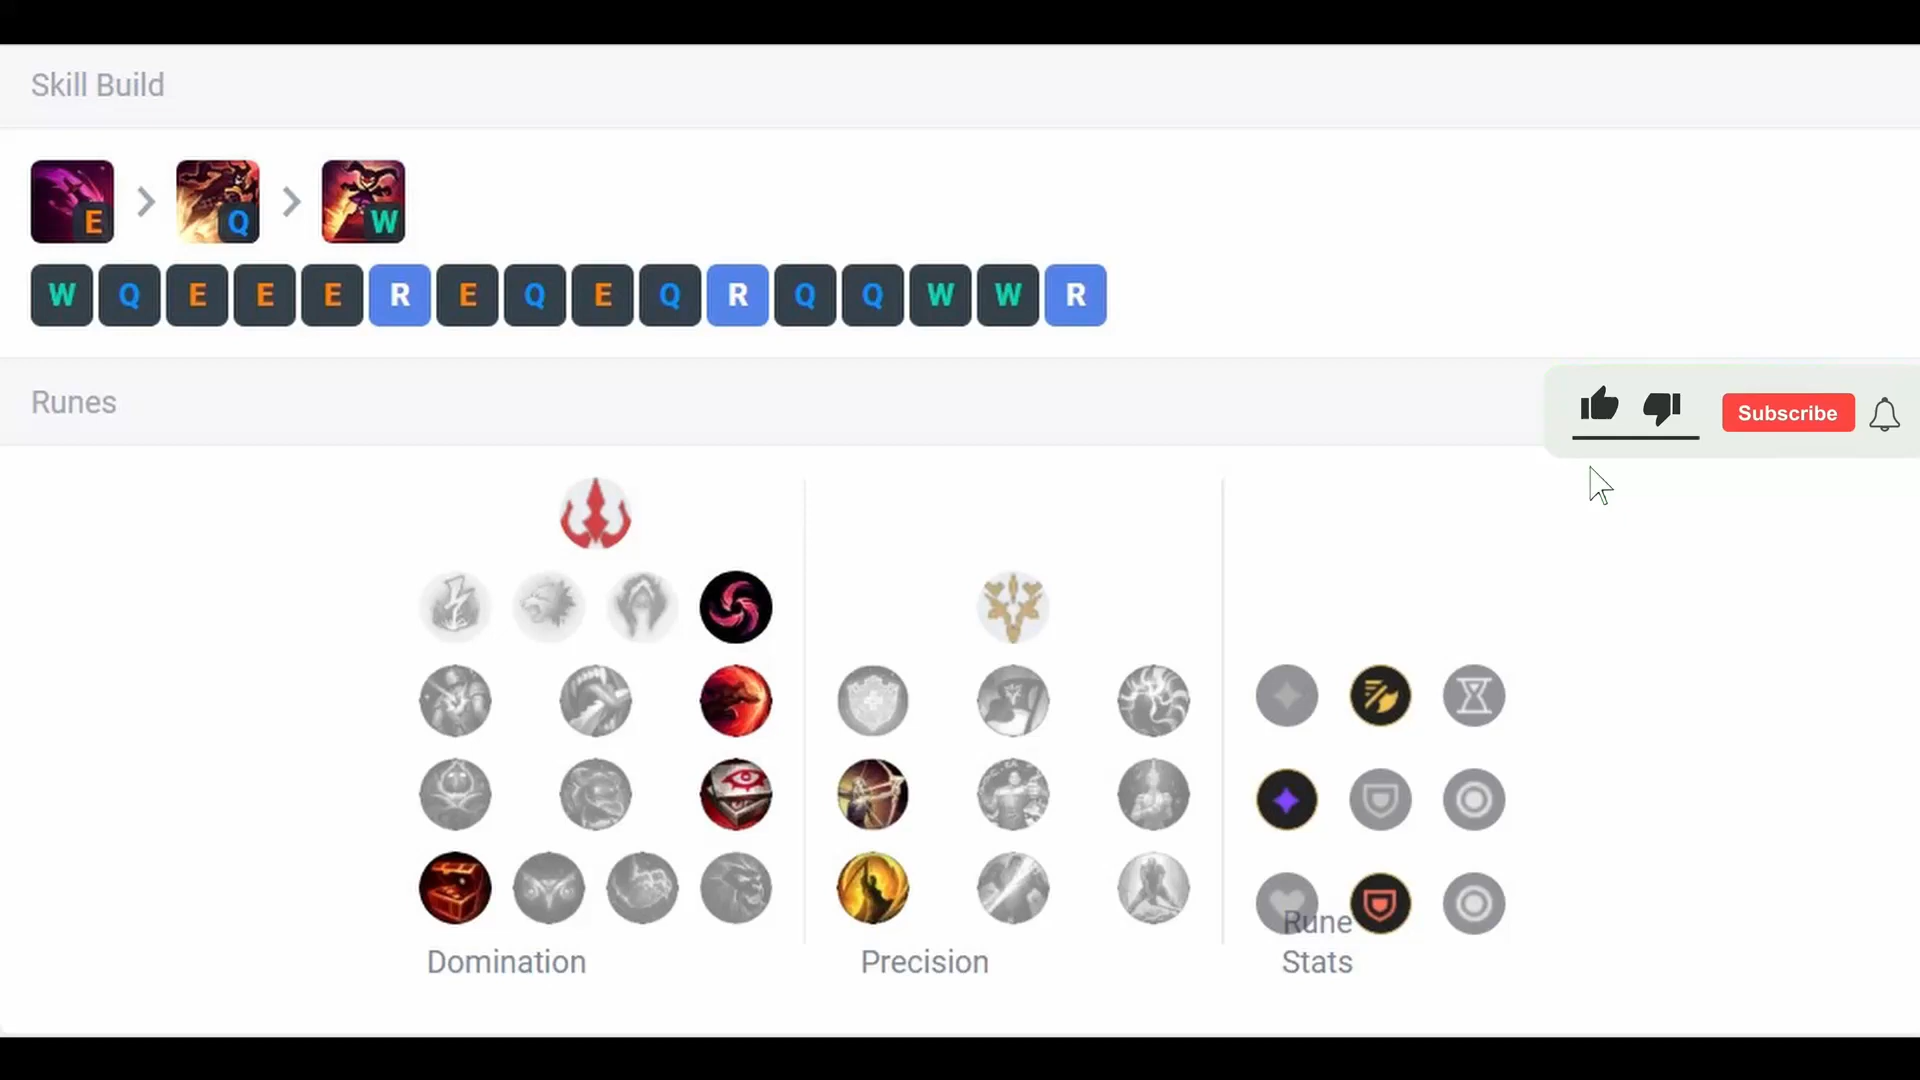 Skill Build
E Q W
W Q E E E R E Q E Q R Q Q W W R
Runes
Subscribe
Domination
Precision
Rune
Stats